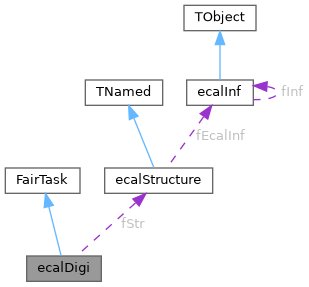 TObject
TNamed
ecalInf
fInf
fEcalInf
FairTask
ecalStructure
fStr
ecalDigi